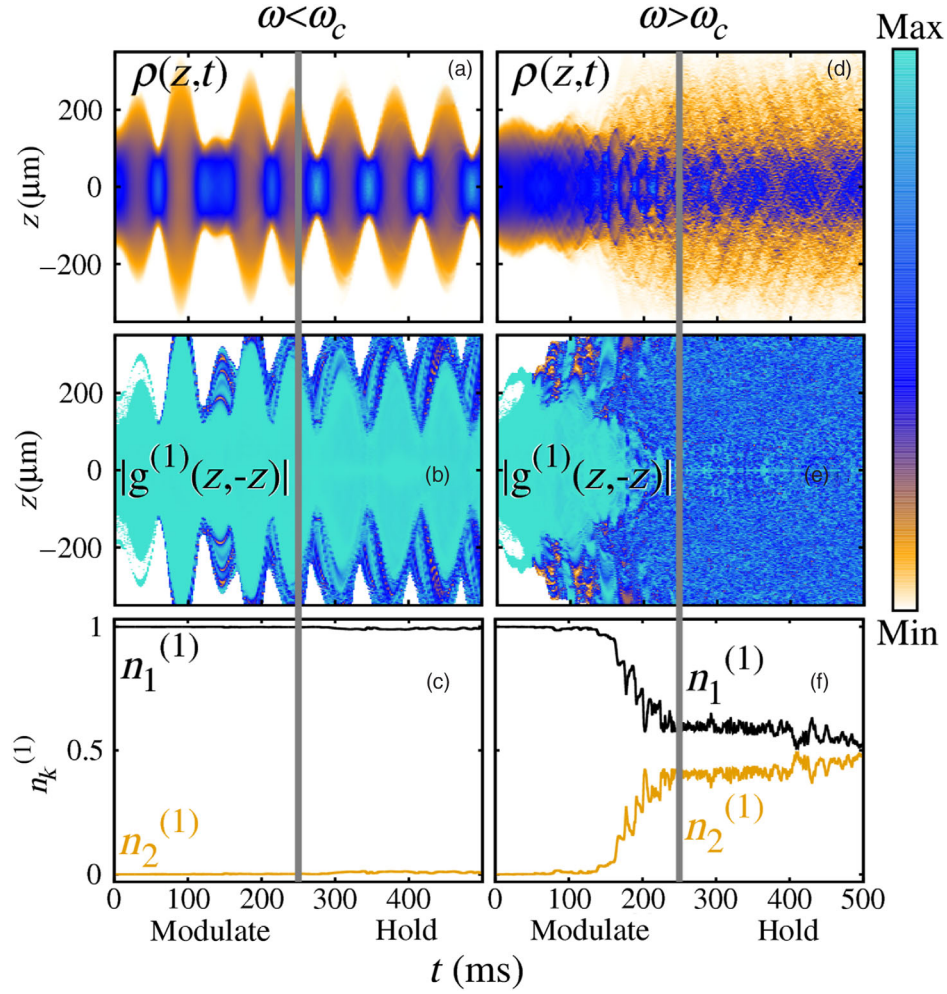 ω<ω_c
ω>ω_c
Max
ρ(z,t)
(a)
ρ(z,t)
(d)
z (μm)
200
0
−200
|g^(1)(z,-z)|
(b)
|g^(1)(z,-z)|
(e)
z(μm)
200
0
−200
Min
n_k^(1)
1
0.5
0
n_1^(1)
(c)
n_2^(1)
n_1^(1)
(f)
n_2^(1)
0 100 200 300 400 0 100 200 300 400 500
Modulate Hold Modulate Hold
t (ms)